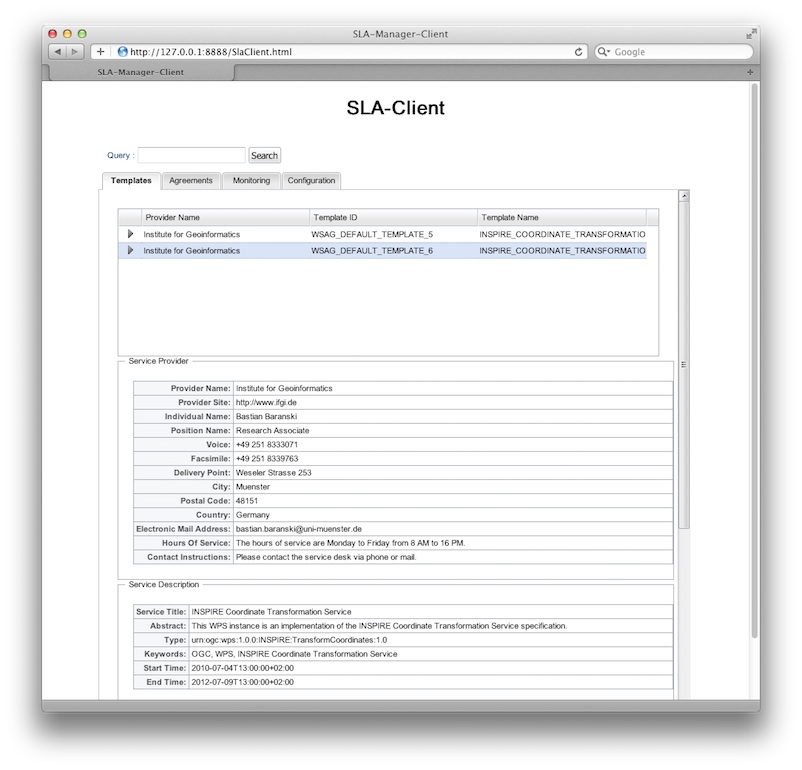 SLA-Manager-Client
http://127.0.0.1:8888/SlaClient.html
Google
SLA-Manager-Client
SLA-Client
Query :
Search
Templates Agreements Monitoring Configuration
Provider Name Template ID Template Name
Institute for Geoinformatics WSAG_DEFAULT_TEMPLATE_5 INSPIRE_COORDINATE_TRANSFORMATIO
Institute for Geoinformatics WSAG_DEFAULT_TEMPLATE_6 INSPIRE_COORDINATE_TRANSFORMATIO
Service Provider
Provider Name: Institute for Geoinformatics
Provider Site: http://www.ifgi.de
Individual Name: Bastian Baranski
Position Name: Research Associate
Voice: +49 251 8333071
Facsimile: +49 251 8339763
Delivery Point: Weseler Strasse 253
City: Muenster
Postal Code: 48151
Country: Germany
Electronic Mail Address: bastian.baranski@uni-muenster.de
Hours Of Service: The hours of service are Monday to Friday from 8 AM to 16 PM.
Contact Instructions: Please contact the service desk via phone or mail.
Service Description
Service Title: INSPIRE Coordinate Transformation Service
Abstract: This WPS instance is an implementation of the INSPIRE Coordinate Transformation Service specification.
Type: urn:ogc:wps:1.0.0:INSPIRE:TransformCoordinates:1.0
Keywords: OGC, WPS, INSPIRE Coordinate Transformation Service
Start Time: 2010-07-04T13:00:00+02:00
End Time: 2012-07-09T13:00:00+02:00